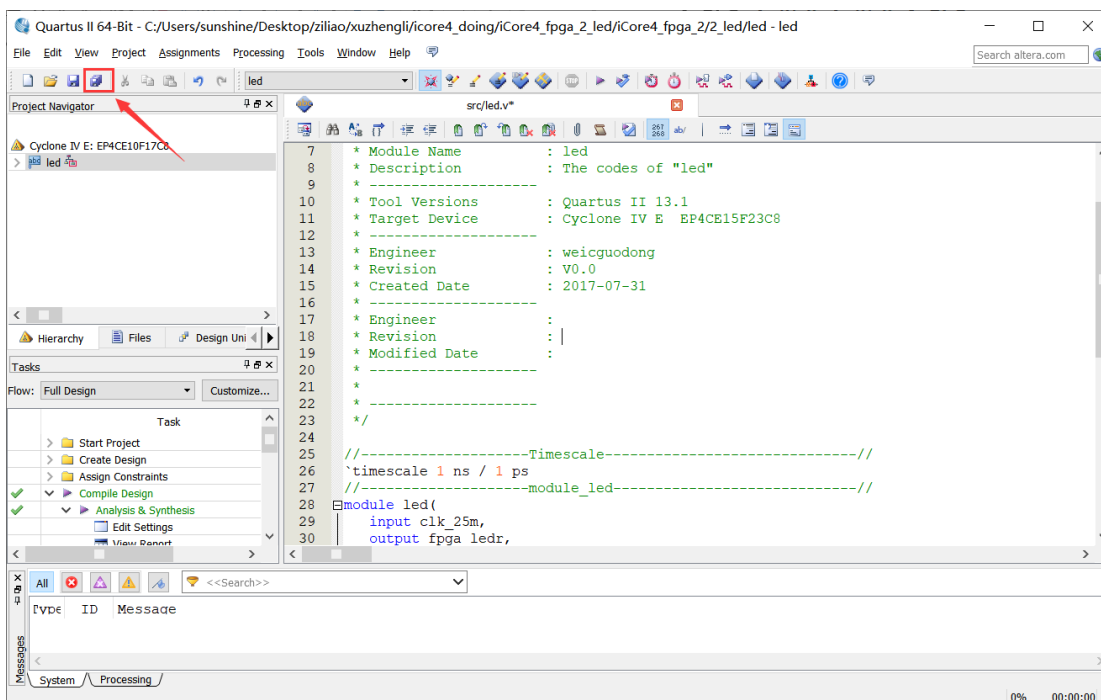 Quartus II 64-Bit - C:/Users/sunshine/Desktop/ziliao/xuzhengli/icore4_doing/iCore4_fpga_2_led/iCore4_fpga_2/2_led/led - led
File Edit View Project Assignments Processing Tools Window Help
Search altera.com
led
Project Navigator
src/led.v*
Cyclone IV E: EP4CE10F17C8
led
Hierarchy Files Design Uni
Tasks
Flow: Full Design Customize...
Task
Start Project
Create Design
Assign Constraints
Compile Design
Analysis & Synthesis
Edit Settings
View Report
267
268
ab/
7 * Module Name : led
8 * Description : The codes of "led"
9 * --------------------
10 * Tool Versions : Quartus II 13.1
11 * Target Device : Cyclone IV E EP4CE15F23C8
12 * --------------------
13 * Engineer : weicguodong
14 * Revision : V0.0
15 * Created Date : 2017-07-31
16 * --------------------
17 * Engineer :
18 * Revision :
19 * Modified Date :
20 * --------------------
21 *
22 * --------------------
23 */
24
25 //--------------------Timescale------------------------------//
26 `timescale 1 ns / 1 ps
27 //--------------------module_led-----------------------------//
28 module led(
29 input clk_25m,
30 output fpga_ledr,
All <<Search>>
Type ID Message
Messages
System Processing
0% 00:00:00